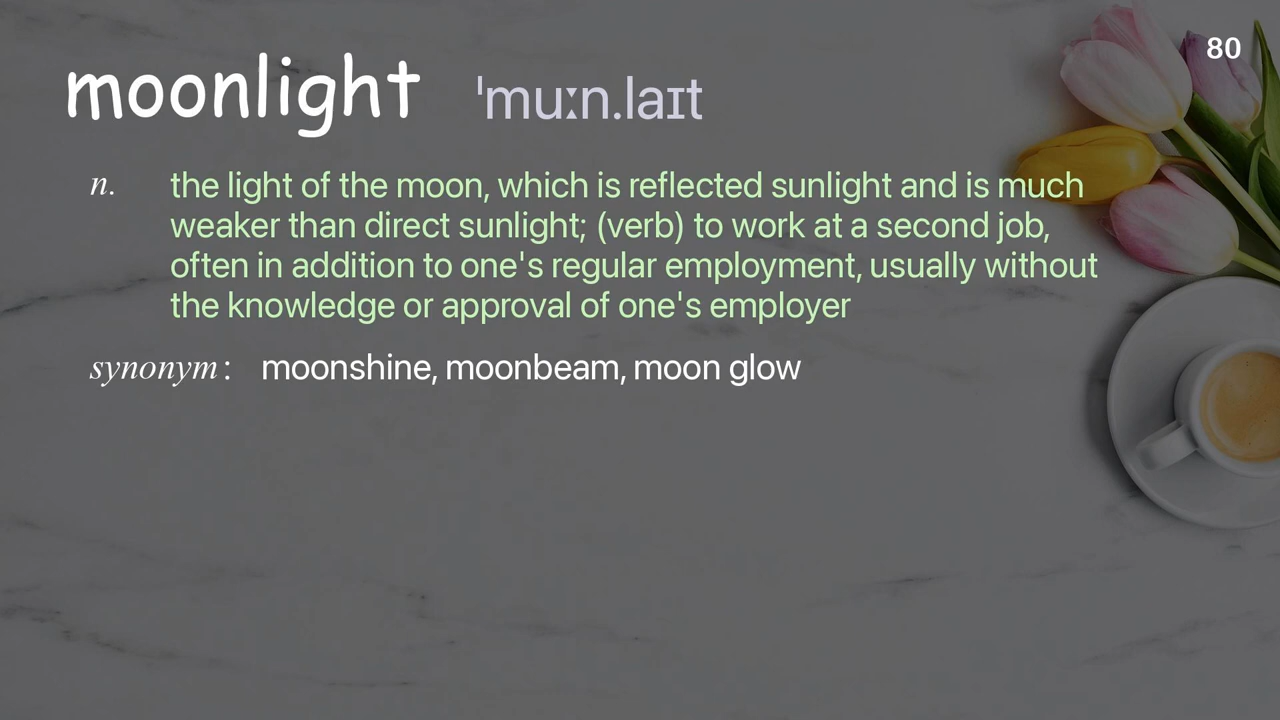 80
moonlight ˈmuːn.laɪt
n. the light of the moon, which is reflected sunlight and is much
weaker than direct sunlight; (verb) to work at a second job,
often in addition to one's regular employment, usually without
the knowledge or approval of one's employer
synonym: moonshine, moonbeam, moon glow